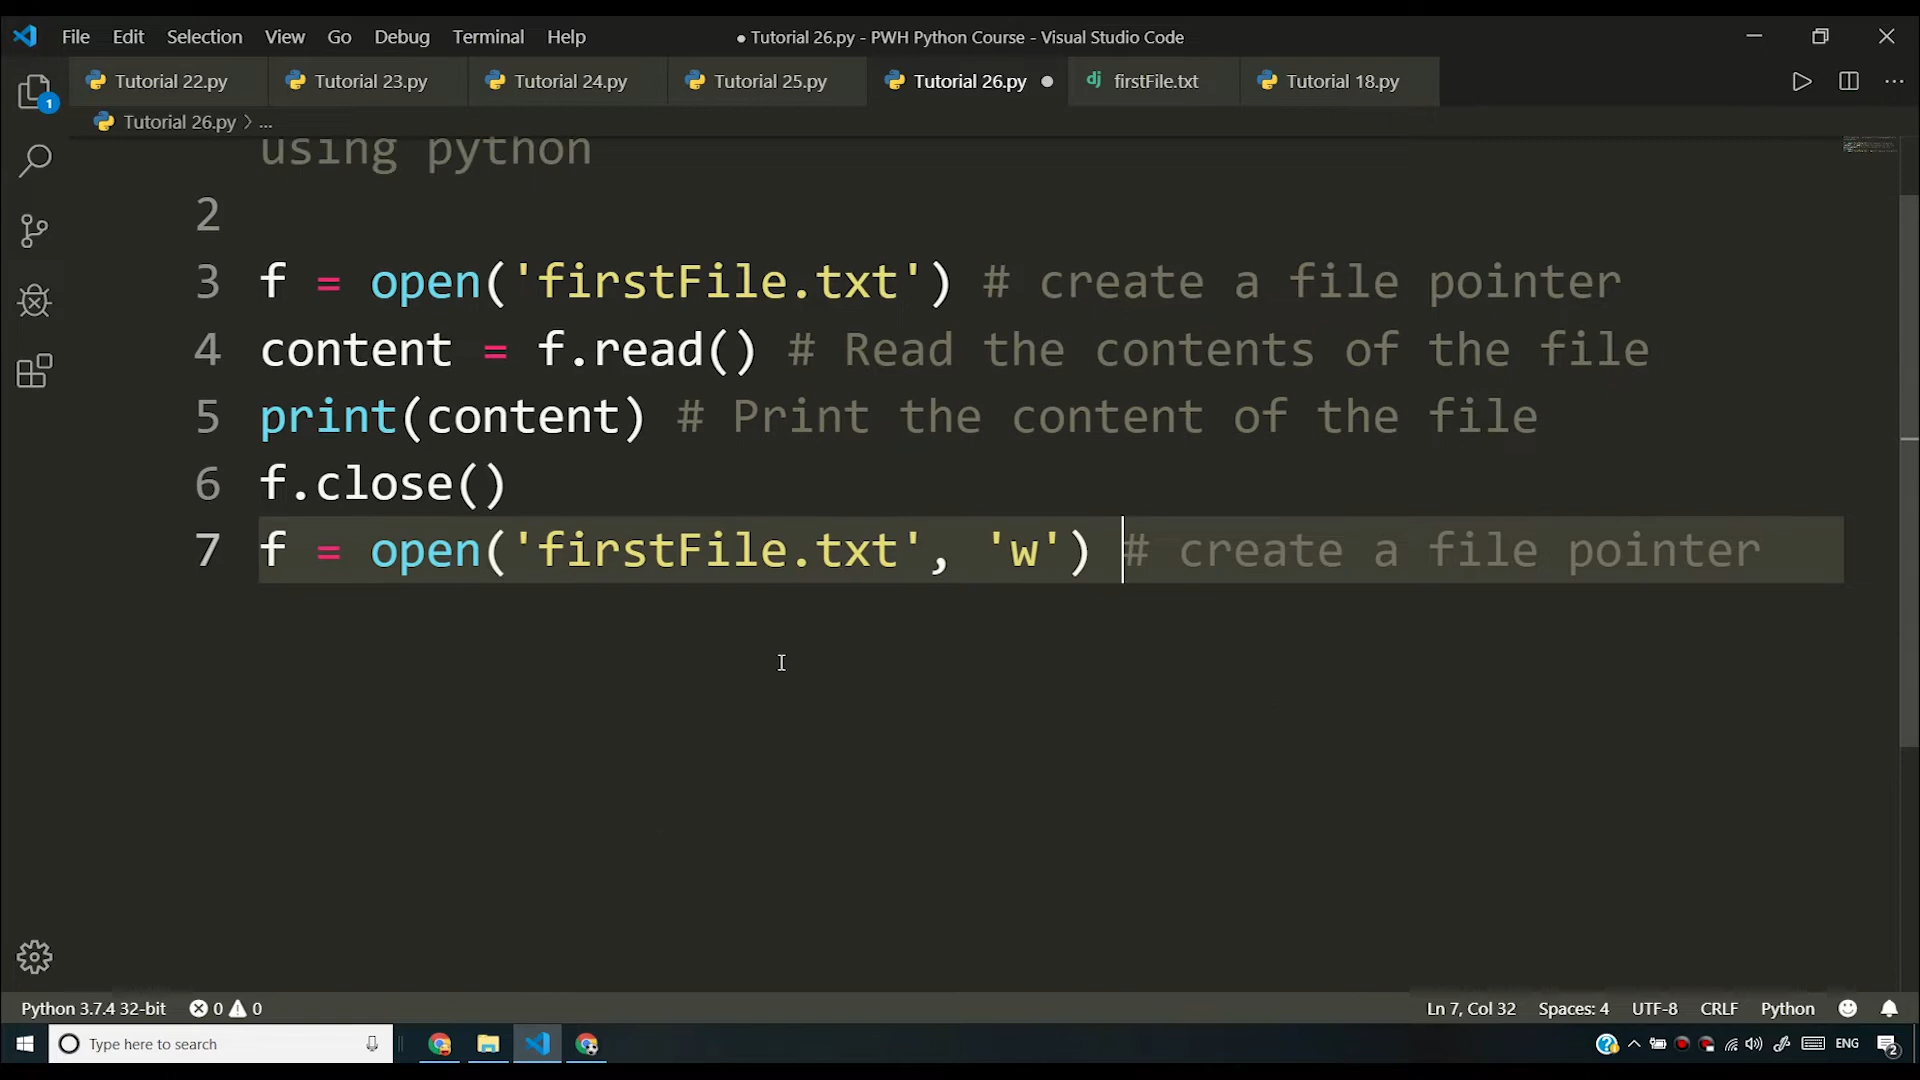 File Edit Selection View Go Debug Terminal Help ● Tutorial 26.py - PWH Python Course - Visual Studio Code
Tutorial 22.py Tutorial 23.py Tutorial 24.py Tutorial 25.py Tutorial 26.py ● dj firstFile.txt Tutorial 18.py
1
Tutorial 26.py > ...
using python
2
3 f = open('firstFile.txt') # create a file pointer
4 content = f.read() # Read the contents of the file
5 print(content) # Print the content of the file
6 f.close()
7 f = open('firstFile.txt', 'w') # create a file pointer
Python 3.7.4 32-bit 0 0 Ln 7, Col 32 Spaces: 4 UTF-8 CRLF Python
Type here to search ENG 2